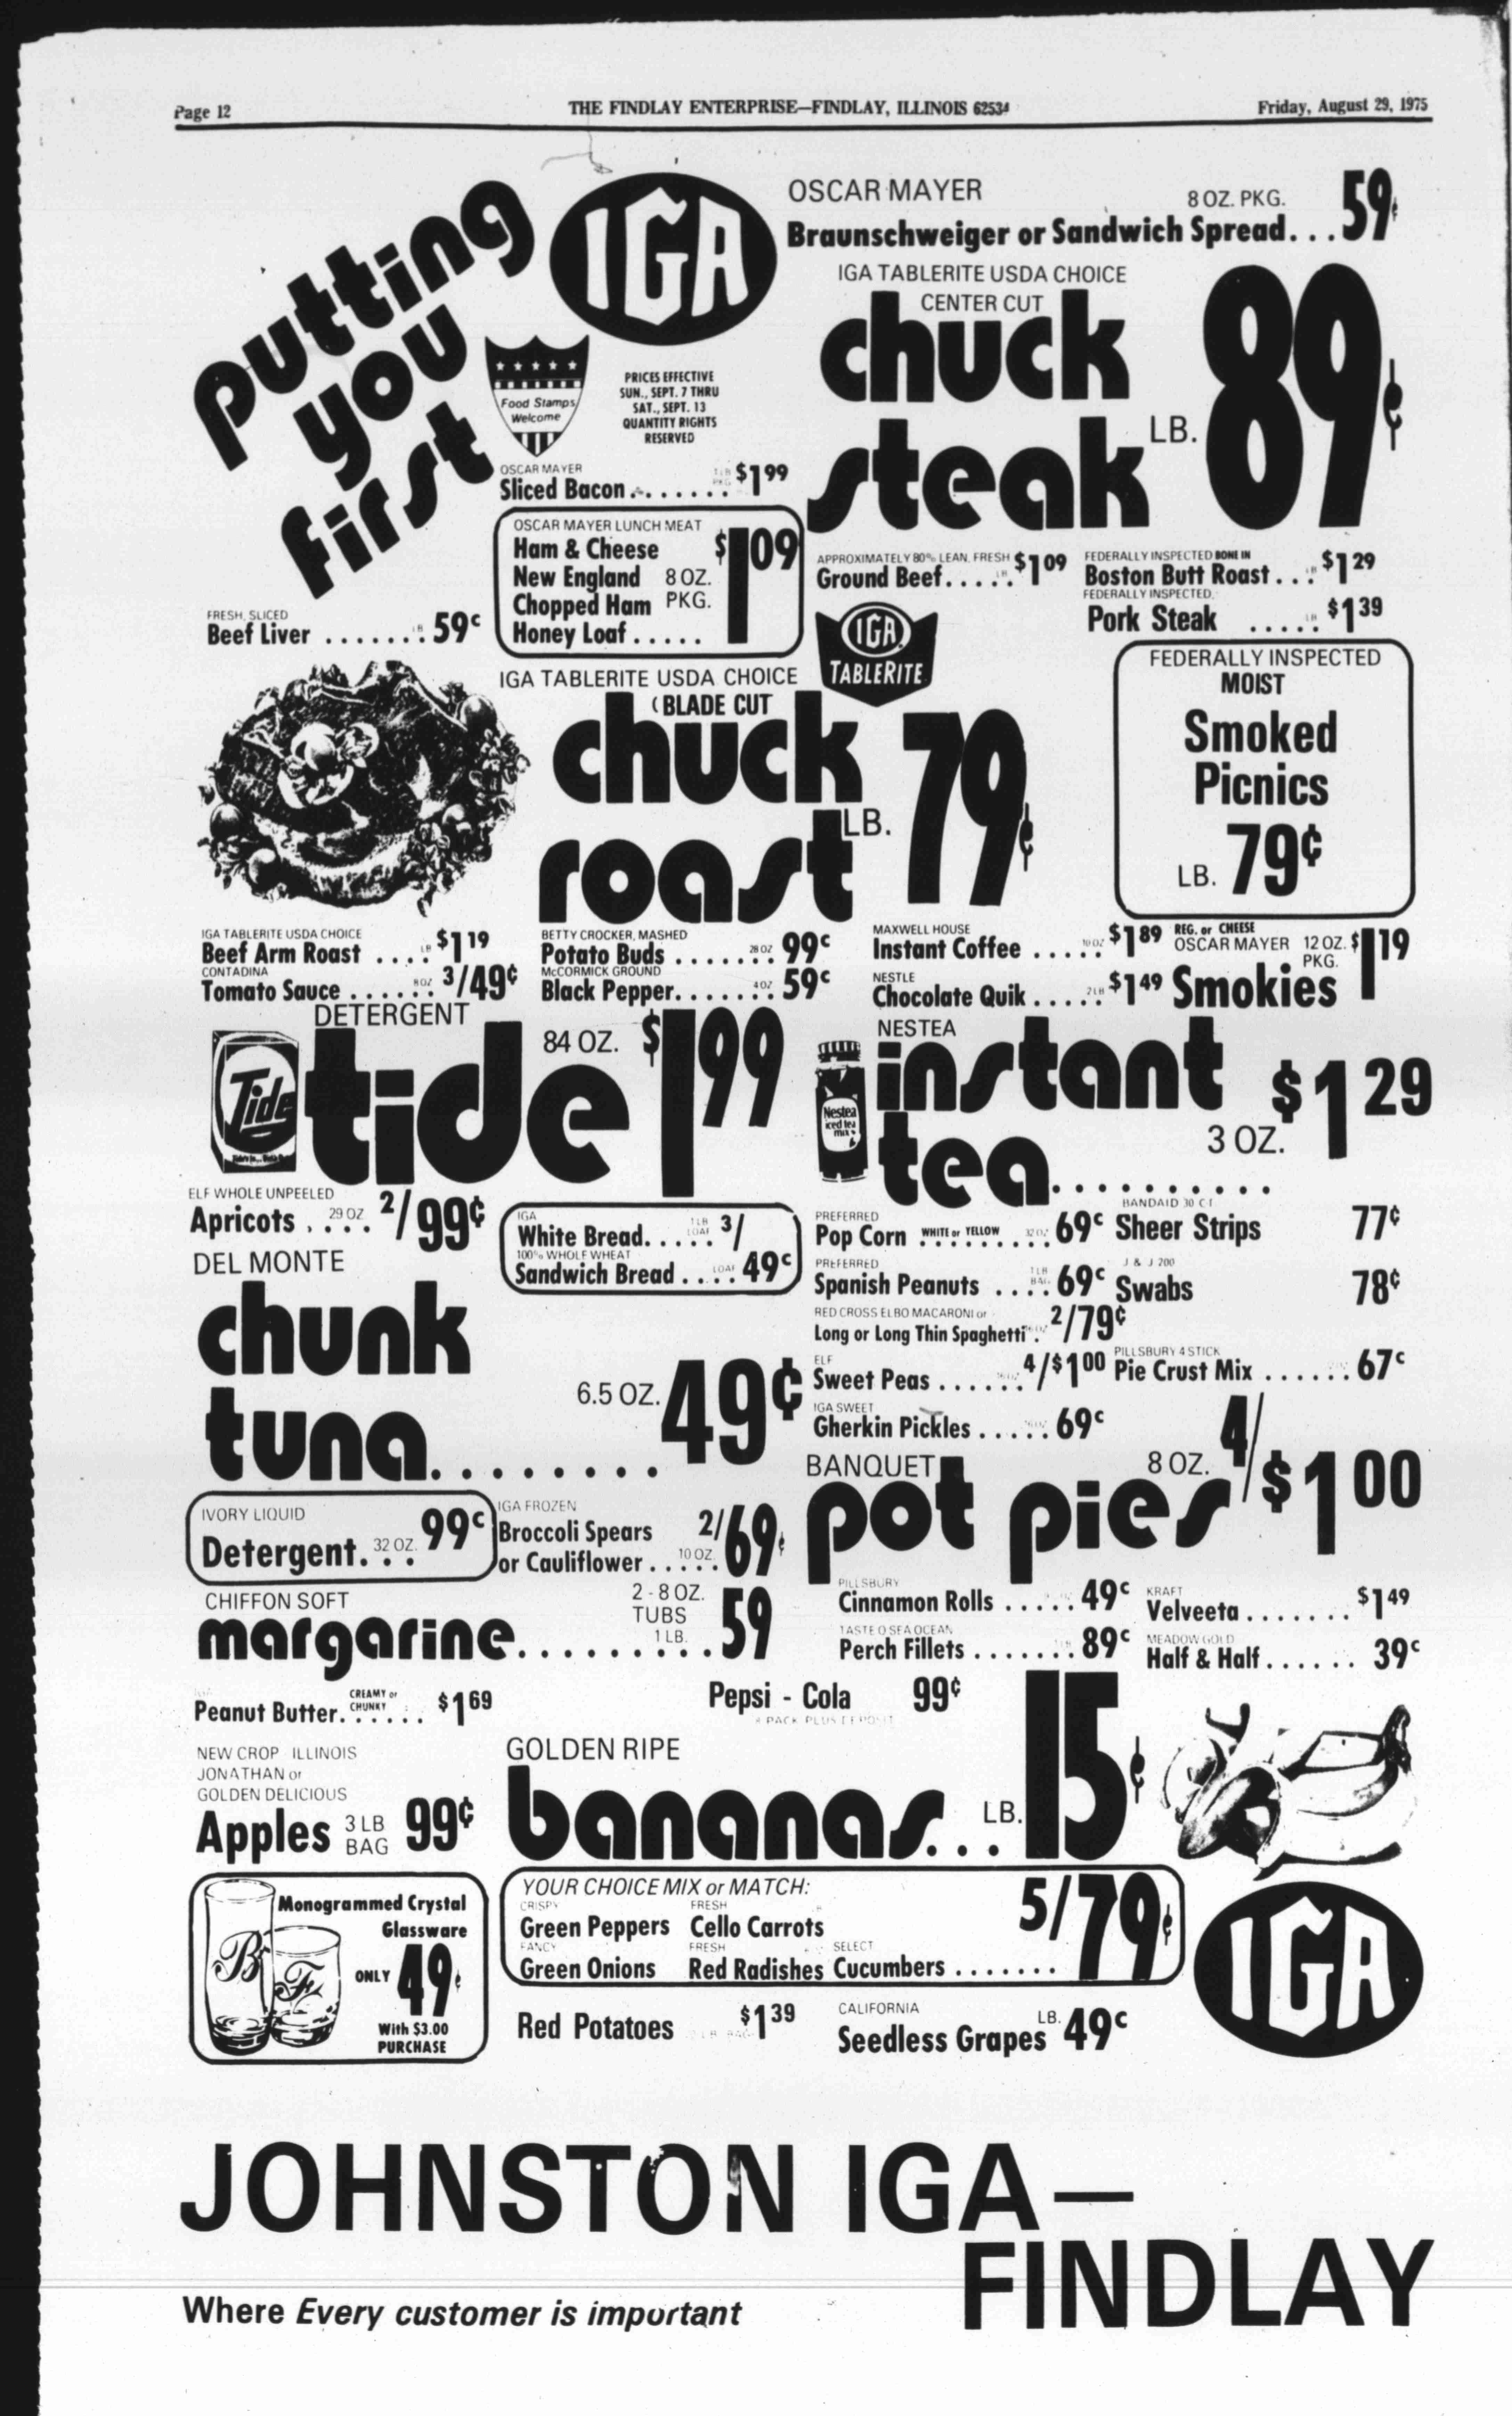 Page 12
THE FINDLAY ENTERPRISE—FINDLAY, ILLINOIS 62534
Friday, August 29, 1975
putting
you
first
IGA
Food Stamps
Welcome
PRICES EFFECTIVE
SUN., SEPT. 7 THRU
SAT., SEPT. 13
QUANTITY RIGHTS
RESERVED
OSCAR MAYER
8 OZ. PKG.
Braunschweiger or Sandwich Spread... 59¢
IGA TABLERITE USDA CHOICE
CENTER CUT
chuck
steak
LB. 89¢
OSCAR MAYER
Sliced Bacon....... 1 LB PKG $1 99
OSCAR MAYER LUNCH MEAT
Ham & Cheese
New England
Chopped Ham
Honey Loaf.....
8 OZ.
PKG.
$1 09
FRESH, SLICED
Beef Liver ....... LB 59¢
APPROXIMATELY 80% LEAN, FRESH
Ground Beef..... LB $1 09
FEDERALLY INSPECTED BONE IN
Boston Butt Roast... LB $1 29
FEDERALLY INSPECTED,
Pork Steak ..... LB $1 39
IGA
TABLERITE
IGA TABLERITE USDA CHOICE
(BLADE CUT
chuck
roast
LB. 79¢
FEDERALLY INSPECTED
MOIST
Smoked
Picnics
LB. 79¢
IGA TABLERITE USDA CHOICE
Beef Arm Roast .... LB $1 19
CONTADINA
Tomato Sauce ...... 8 OZ 3/49¢
BETTY CROCKER, MASHED
Potato Buds ....... 28 OZ 99¢
McCORMICK GROUND
Black Pepper....... 4 OZ 59¢
MAXWELL HOUSE
Instant Coffee ..... 10 OZ $1 89
NESTLE
Chocolate Quik ..... 2 LB $1 49
REG. or CHEESE
OSCAR MAYER
Smokies
12 OZ.
PKG.
$1 19
DETERGENT
Tide
tide
84 OZ. $1 99
NESTEA
Nestea
iced tea
mix
instant
tea..........
3 OZ. $1 29
ELF WHOLE UNPEELED
Apricots .... 29 OZ. 2/99¢
IGA
White Bread..... 1 LB LOAF 3/
100% WHOLE WHEAT
Sandwich Bread .... LOAF 49¢
PREFERRED
Pop Corn WHITE or YELLOW 32 OZ 69¢
PREFERRED
Spanish Peanuts .... 1 LB BAG 69¢
RED CROSS ELBO MACARONI or
Long or Long Thin Spaghetti . 2/79¢
ELF
Sweet Peas ...... 4/$1 00
IGA SWEET
Gherkin Pickles ..... 69¢
BANDAID 30 CT
Sheer Strips 77¢
J & J 200
Swabs 78¢
PILLSBURY 4 STICK
Pie Crust Mix ...... 67¢
DEL MONTE
chunk
tuna........
6.5 OZ. 49¢
BANQUET
pot pies
8 OZ. 4/$1 00
IVORY LIQUID
Detergent... 32 OZ. 99¢
IGA FROZEN
Broccoli Spears
or Cauliflower..... 10 OZ. 2/69¢
CHIFFON SOFT
margarine.........
2 - 8 OZ.
TUBS
1 LB. 59
PILLSBURY
Cinnamon Rolls ..... 49¢
TASTE O SEA OCEAN
Perch Fillets ....... 1 LB 89¢
KRAFT
Velveeta ....... $1 49
MEADOW GOLD
Half & Half...... 39¢
Peanut Butter. CREAMY or CHUNKY ..... $1 69
Pepsi - Cola 99¢
8 PACK PLUS DEPOSIT
NEW CROP ILLINOIS
JONATHAN or
GOLDEN DELICIOUS
Apples 3 LB BAG 99¢
GOLDEN RIPE
bananas...
LB. 15¢
Monogrammed Crystal
Glassware
B
F
ONLY 49¢
With $3.00
PURCHASE
YOUR CHOICE MIX or MATCH:
CRISPY
Green Peppers
FRESH
Cello Carrots
FANCY
Green Onions
FRESH
Red Radishes
SELECT
Cucumbers .......
5/79¢
Red Potatoes LB BAG $1 39
CALIFORNIA
Seedless Grapes LB. 49¢
IGA
JOHNSTON IGA—
FINDLAY
Where Every customer is important